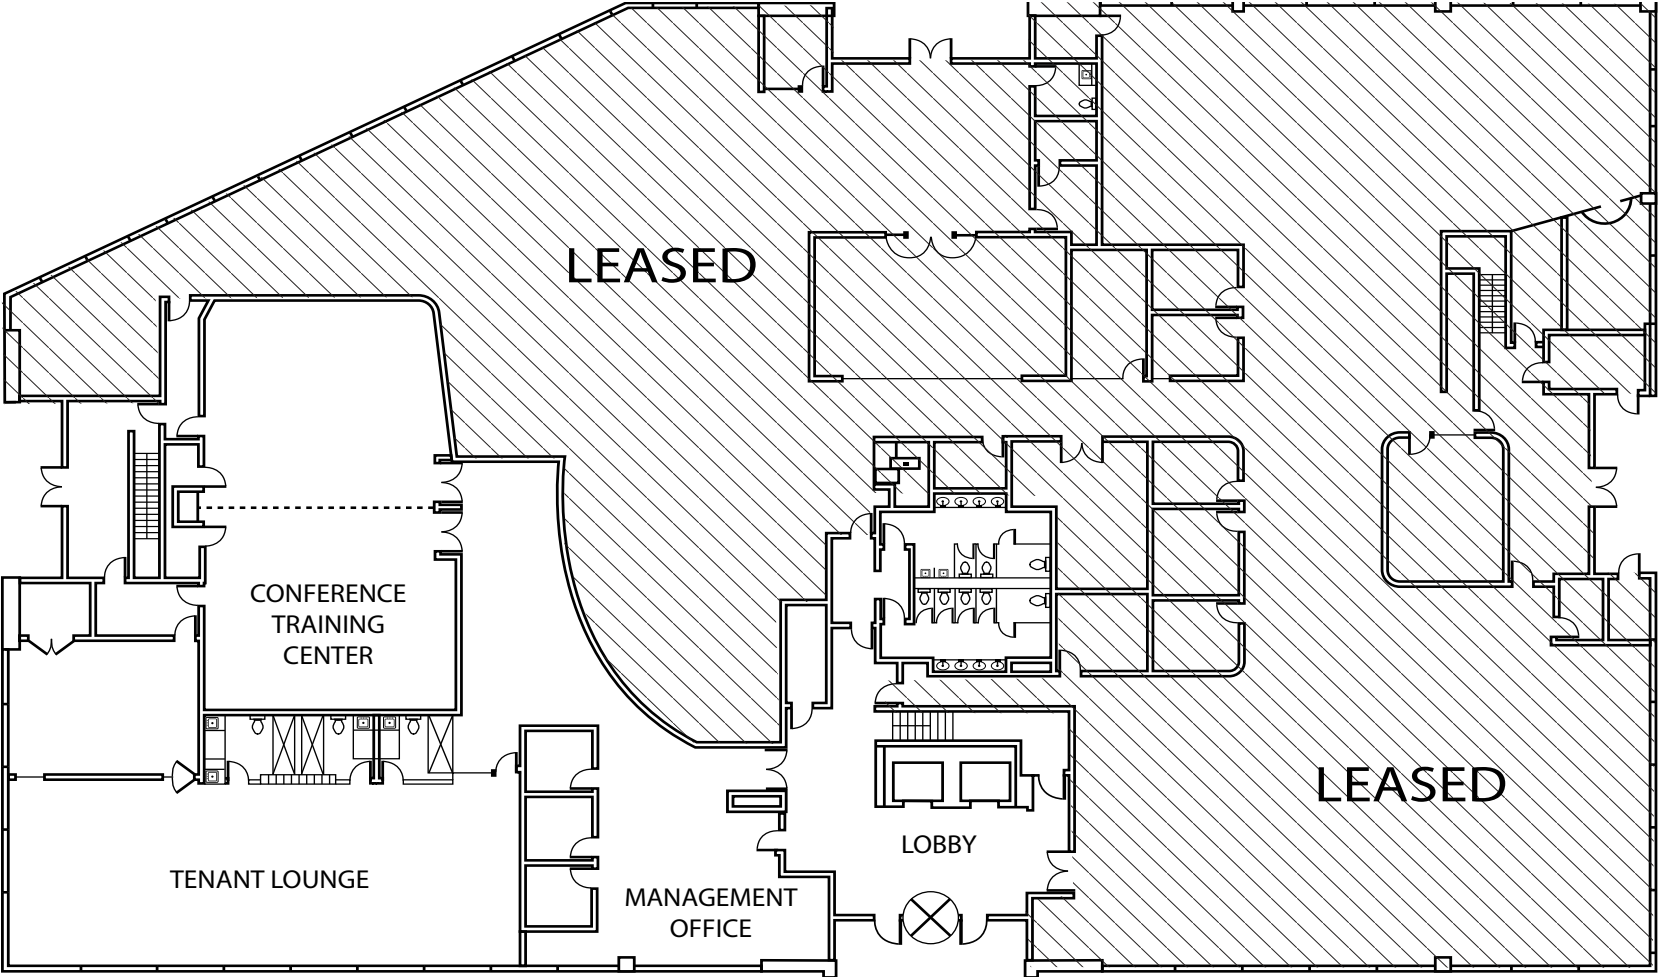 LEASED
CONFERENCE
TRAINING
CENTER
LEASED
LOBBY
TENANT LOUNGE
MANAGEMENT
OFFICE